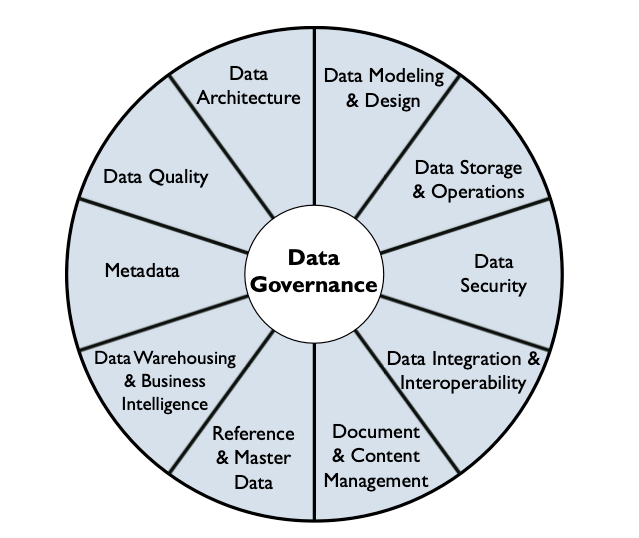 Data
Architecture
Data Modeling
& Design
Data Storage
& Operations
Data
Security
Data Integration &
Interoperability
Document
& Content
Management
Reference
& Master
Data
Data Warehousing
& Business
Intelligence
Metadata
Data Quality
Data
Governance